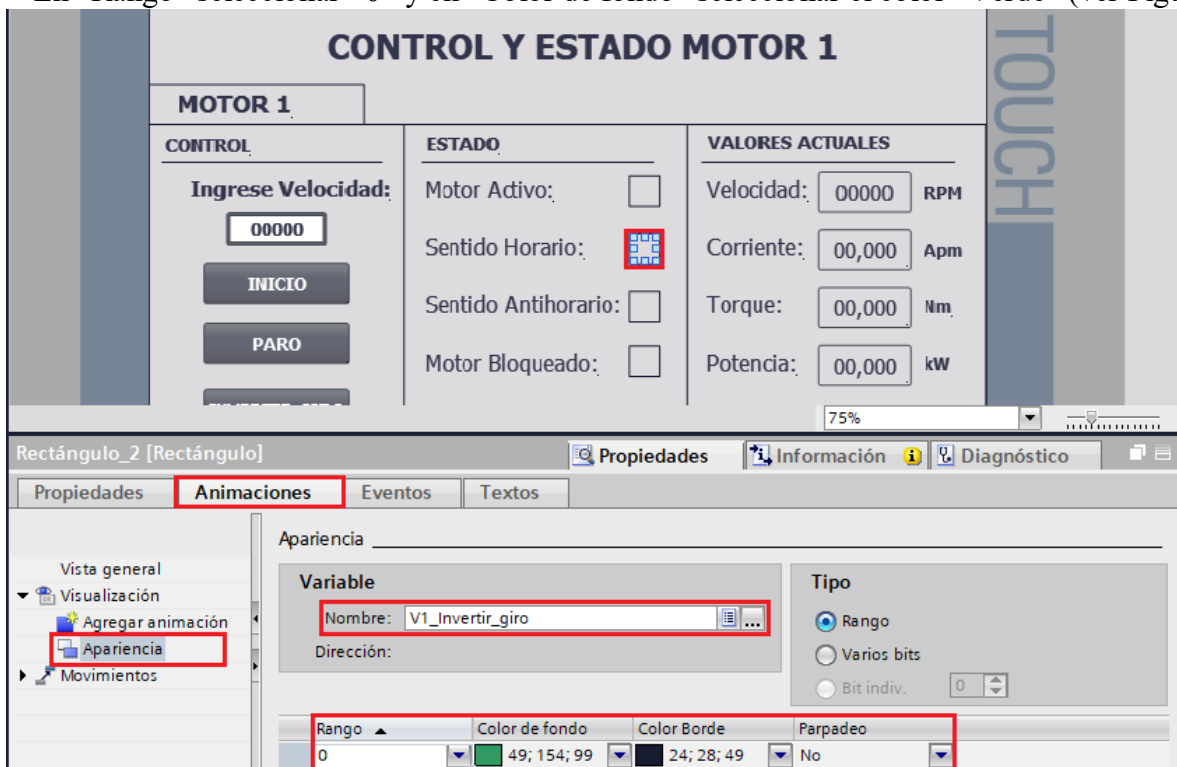 CONTROL Y ESTADO MOTOR 1
TOUCH
MOTOR 1
CONTROL
ESTADO
VALORES ACTUALES
Ingrese Velocidad:
Motor Activo:
Velocidad: 00000 RPM
00000
Sentido Horario:
Corriente: 00,000 Apm
INICIO
Sentido Antihorario:
Torque: 00,000 Nm
PARO
Motor Bloqueado:
Potencia: 00,000 kW
75%
Rectángulo_2 [Rectángulo]
Propiedades Información Diagnóstico
Propiedades Animaciones Eventos Textos
Apariencia
Vista general
Visualización
Agregar animación
Apariencia
Movimientos
Variable
Nombre: V1_Invertir_giro
Dirección:
Tipo
Rango
Varios bits
Bit indiv. 0
Rango Color de fondo Color Borde Parpadeo
0 49; 154; 99 24; 28; 49 No